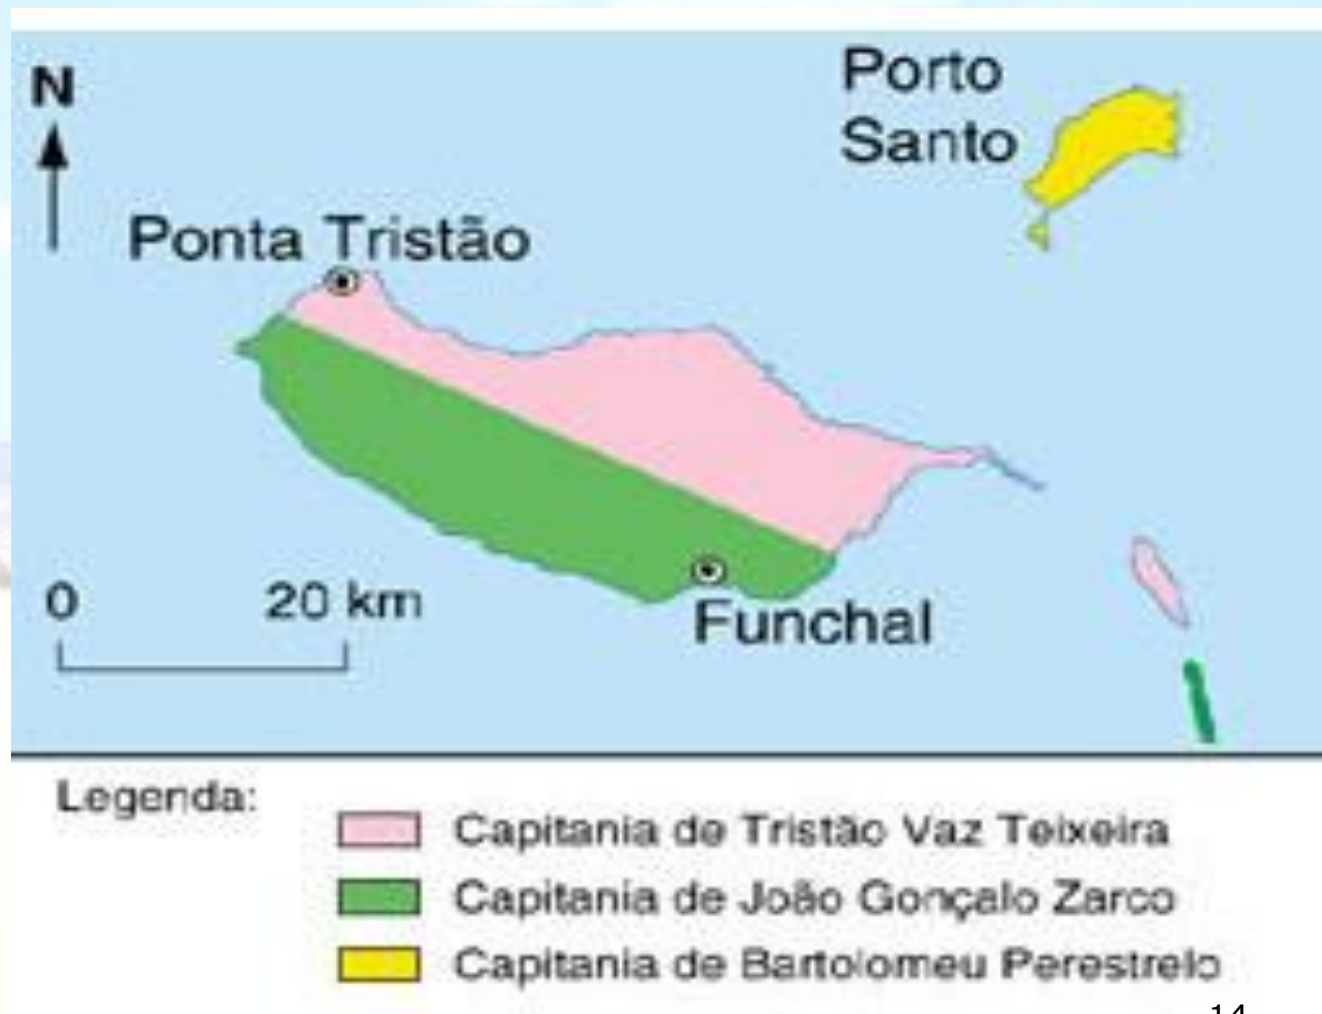 N
Porto
Santo
Ponta Tristão
0 20 km
Funchal
Legenda:
Capitania de Tristão Vaz Teixeira
Capitania de João Gonçalo Zarco
Capitania de Bartolomeu Perestrelo
14